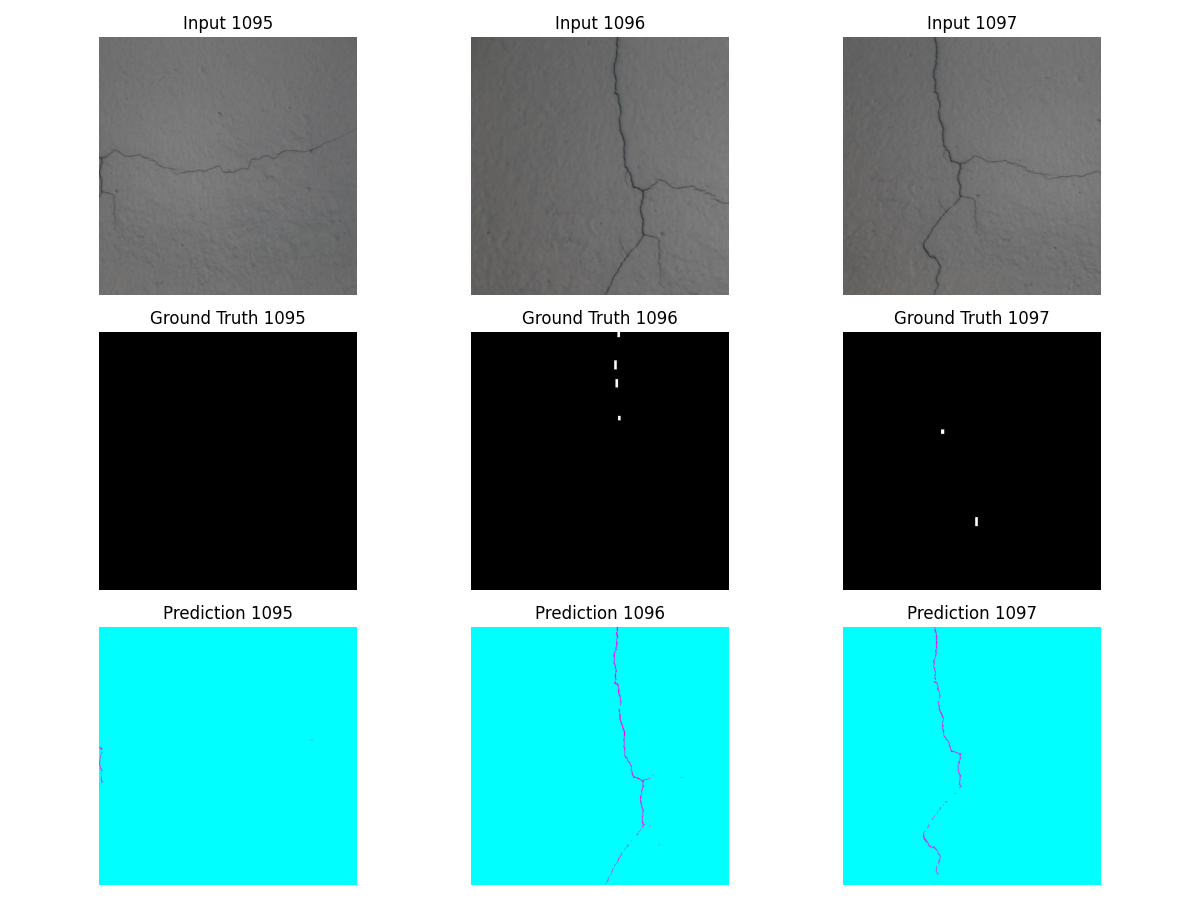 Input 1095
Input 1096
Input 1097
Ground Truth 1095
Ground Truth 1096
Ground Truth 1097
Prediction 1095
Prediction 1096
Prediction 1097